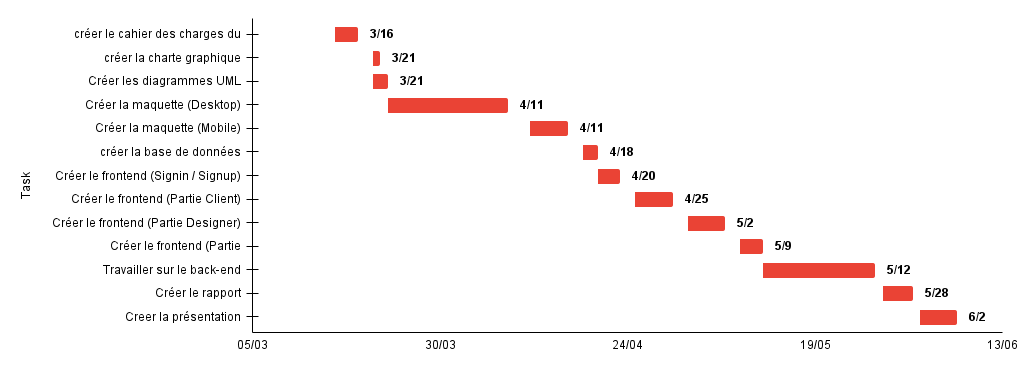 créer le cahier des charges du 3/16
créer la charte graphique 3/21
Créer les diagrammes UML 3/21
Créer la maquette (Desktop) 4/11
Créer la maquette (Mobile) 4/11
créer la base de données 4/18
Créer le frontend (Signin / Signup) 4/20
Créer le frontend (Partie Client) 4/25
Créer le frontend (Partie Designer) 5/2
Créer le frontend (Partie 5/9
Travailler sur le back-end 5/12
Créer le rapport 5/28
Creer la présentation 6/2
Task
05/03 30/03 24/04 19/05 13/06